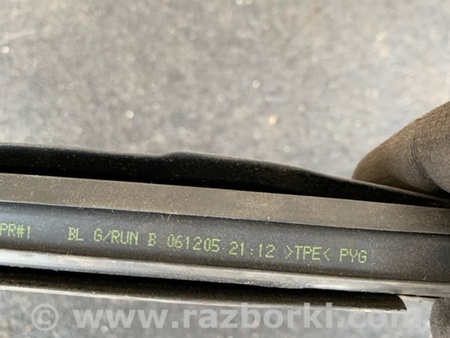 PR#1 BL G/RUN B 061205 21:12 >TPE< PYG
www.razborki.com